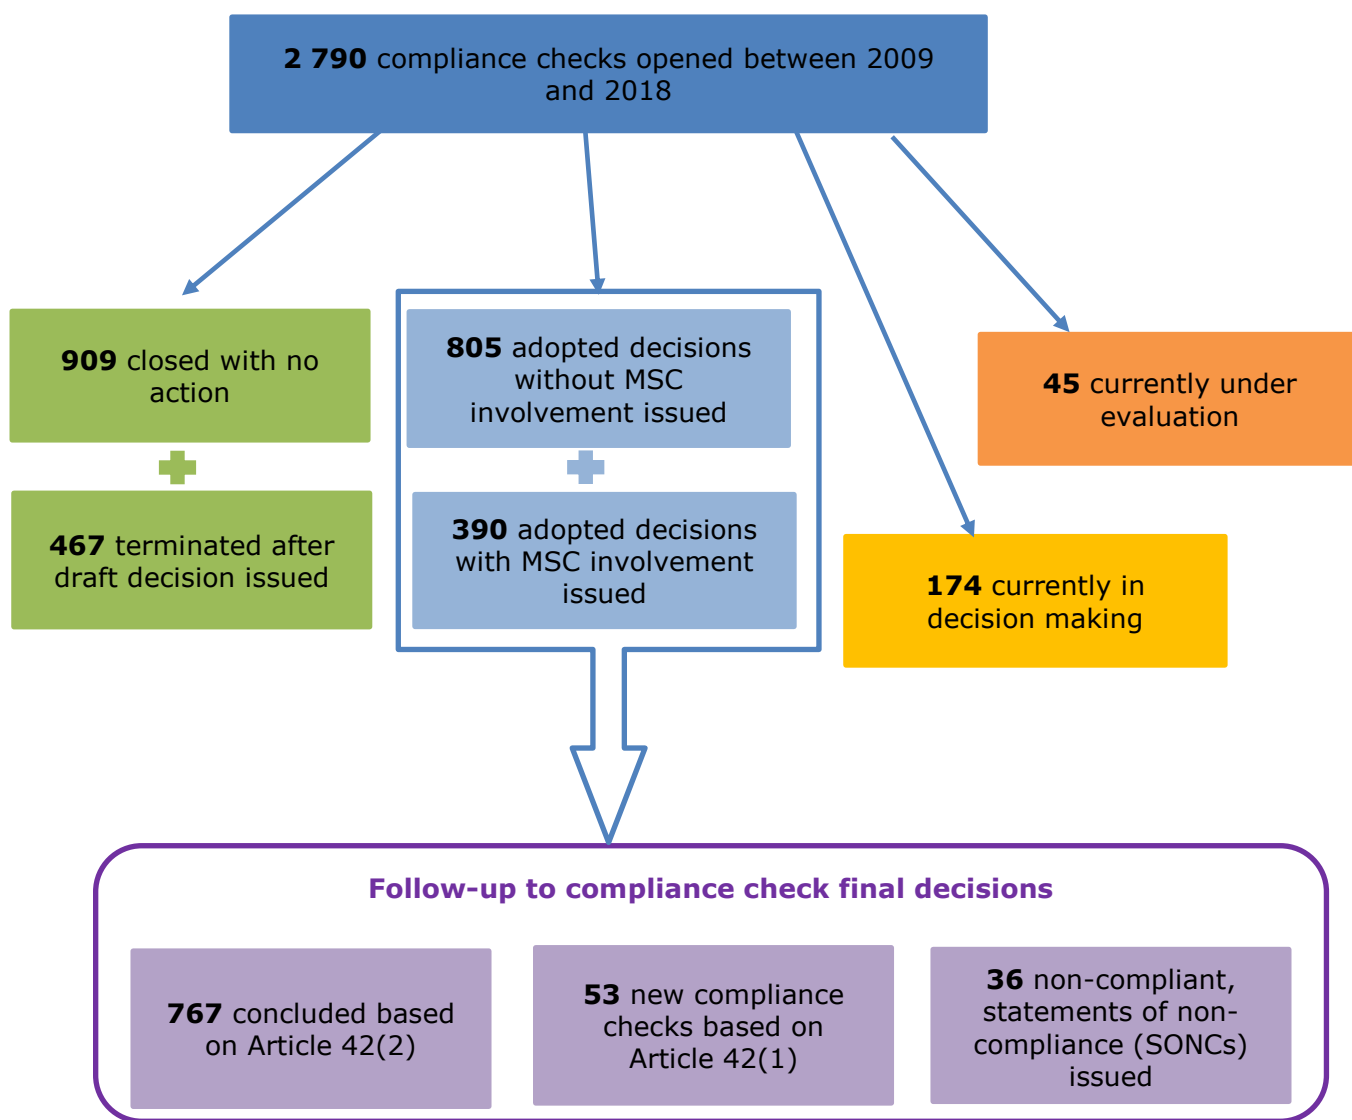 2 790 compliance checks opened between 2009
and 2018
909 closed with no
action
467 terminated after
draft decision issued
805 adopted decisions
without MSC
involvement issued
390 adopted decisions
with MSC involvement
issued
45 currently under
evaluation
174 currently in
decision making
Follow-up to compliance check final decisions
767 concluded based
on Article 42(2)
53 new compliance
checks based on
Article 42(1)
36 non-compliant,
statements of non-
compliance (SONCs)
issued